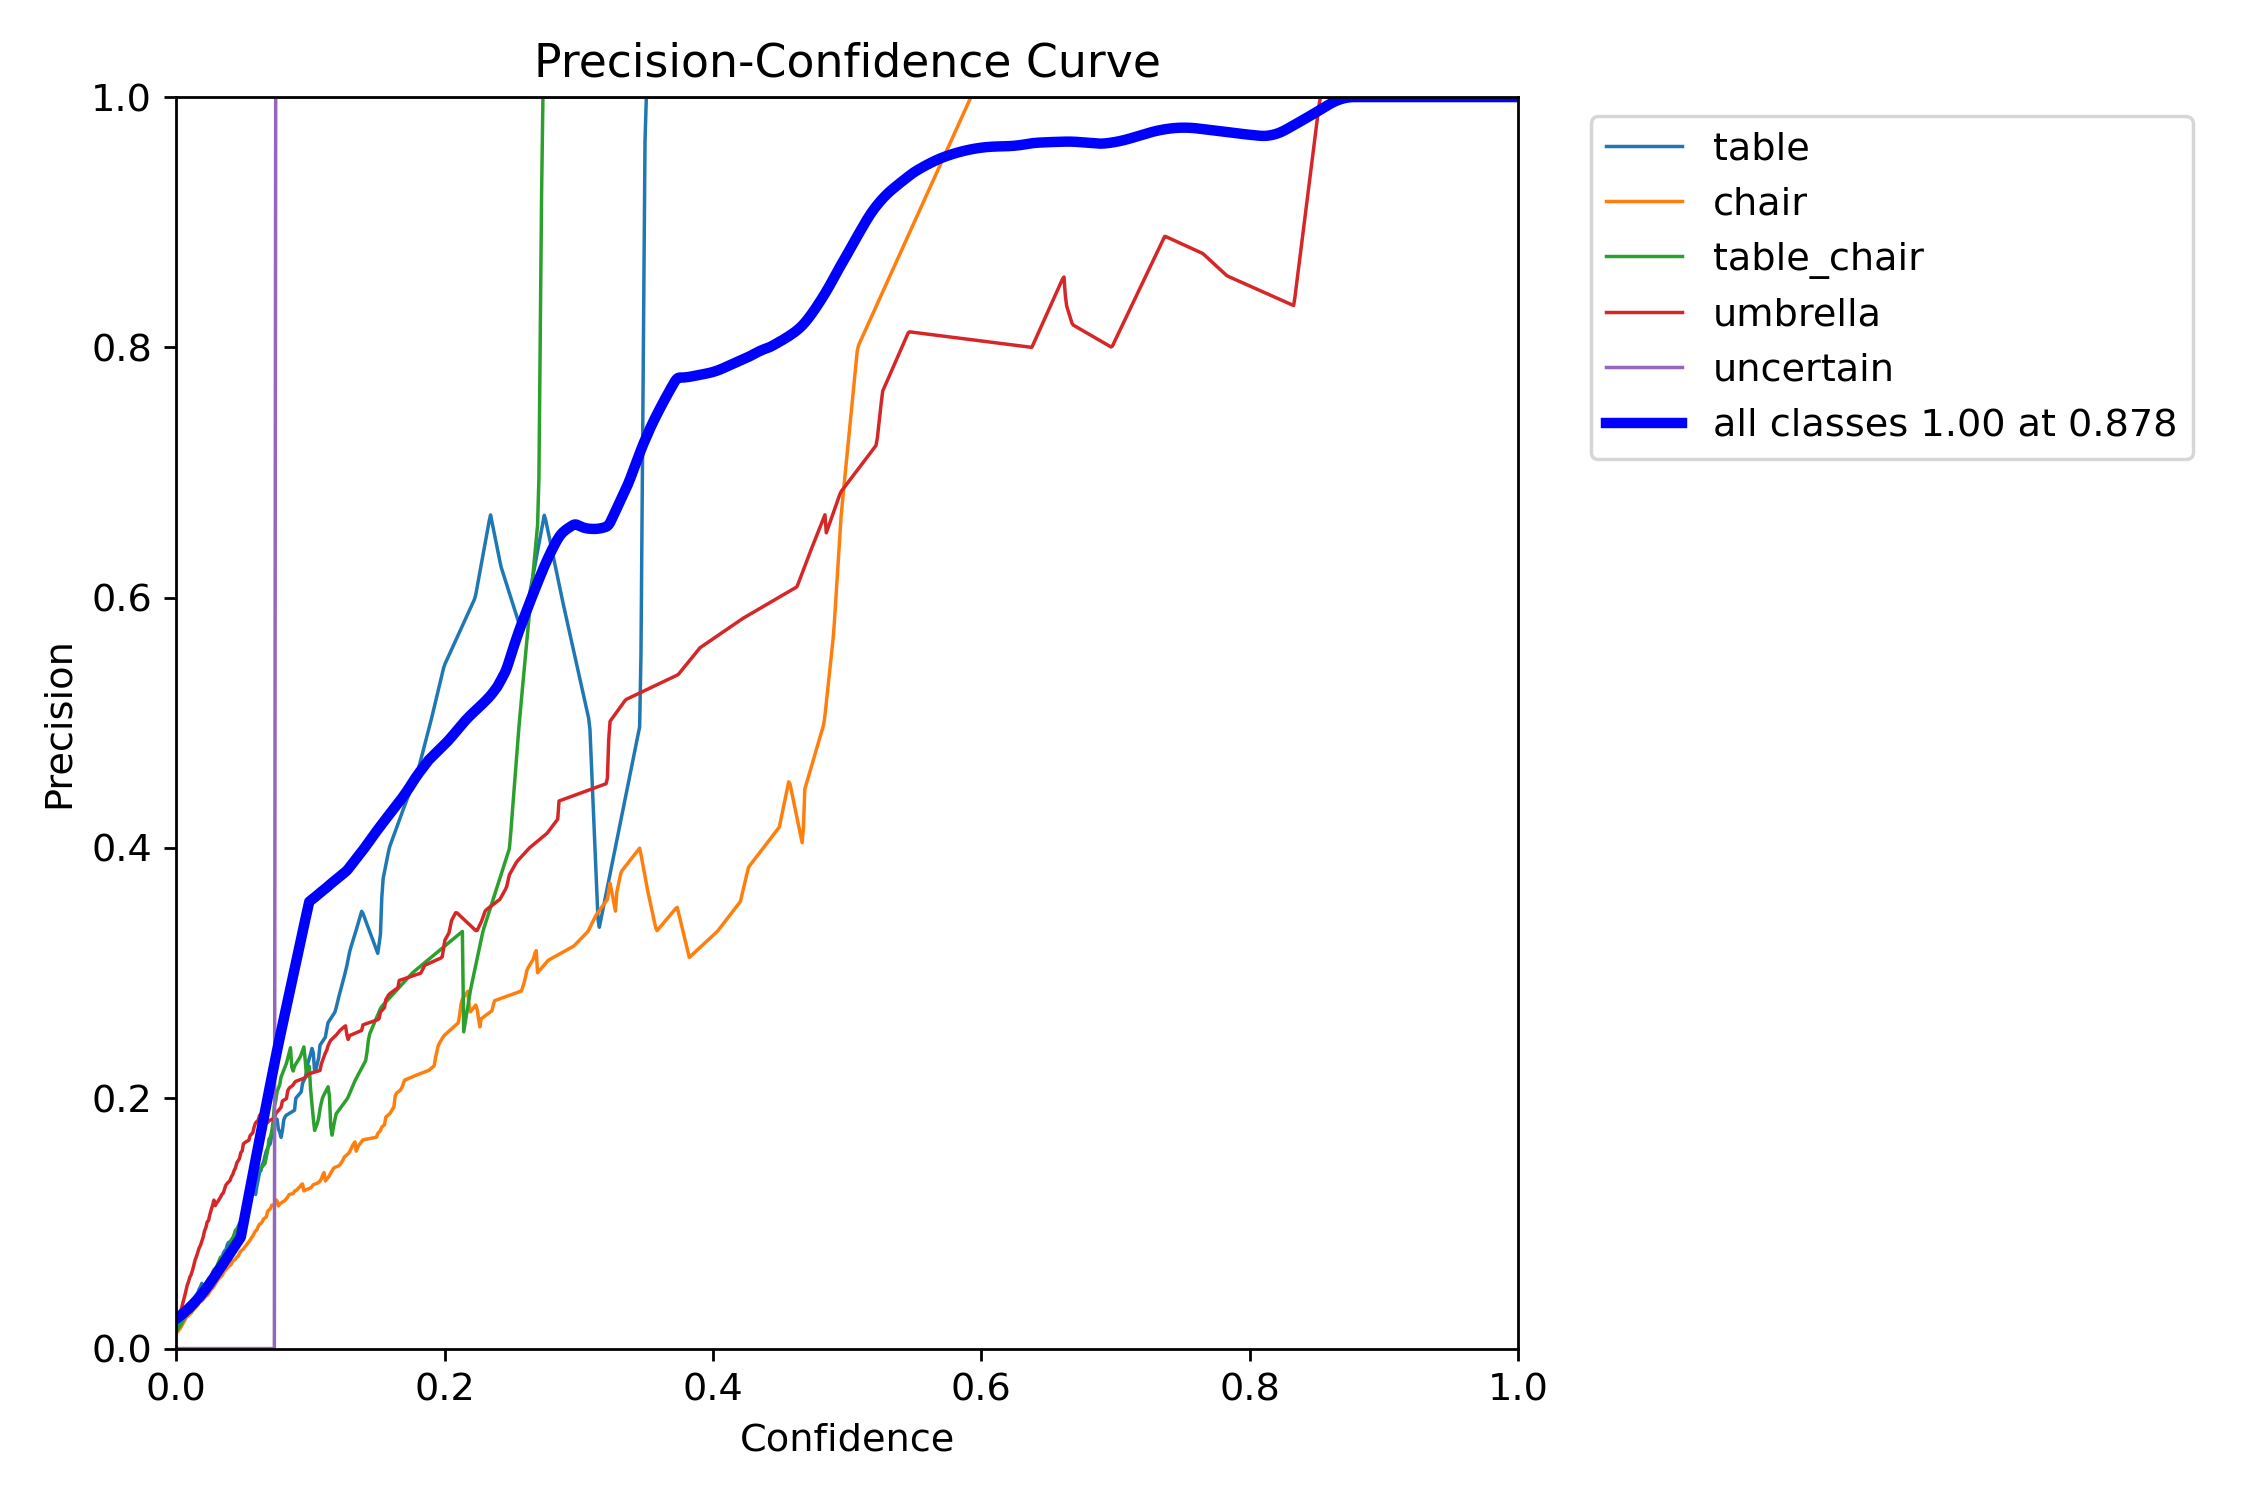 Precision-Confidence Curve
1.0
0.8
0.6
0.4
0.2
0.0
Precision
0.0 0.2 0.4 0.6 0.8 1.0
Confidence
table
chair
table_chair
umbrella
uncertain
all classes 1.00 at 0.878